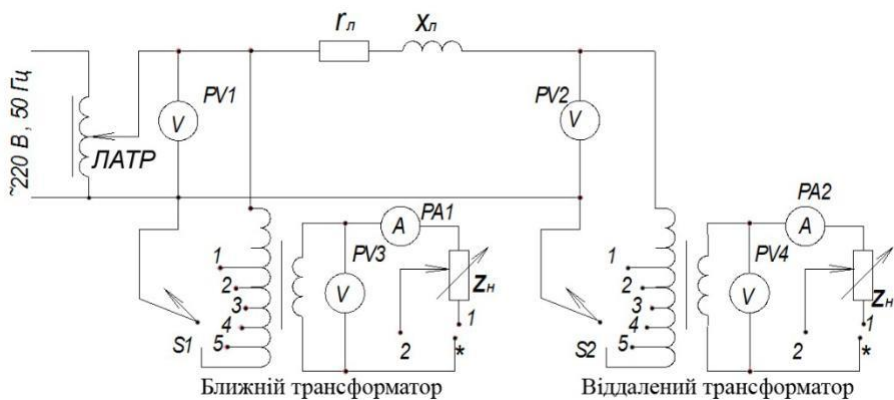 rл
xл
~220 В, 50 Гц
ЛАТР
PV1
V
PV2
V
PA1
A
PV3
V
Zн
1
2
3
4
5
S1
1
2
*
PA2
A
PV4
V
Zн
1
2
3
4
5
S2
1
2
*
Ближній трансформатор
Віддалений трансформатор